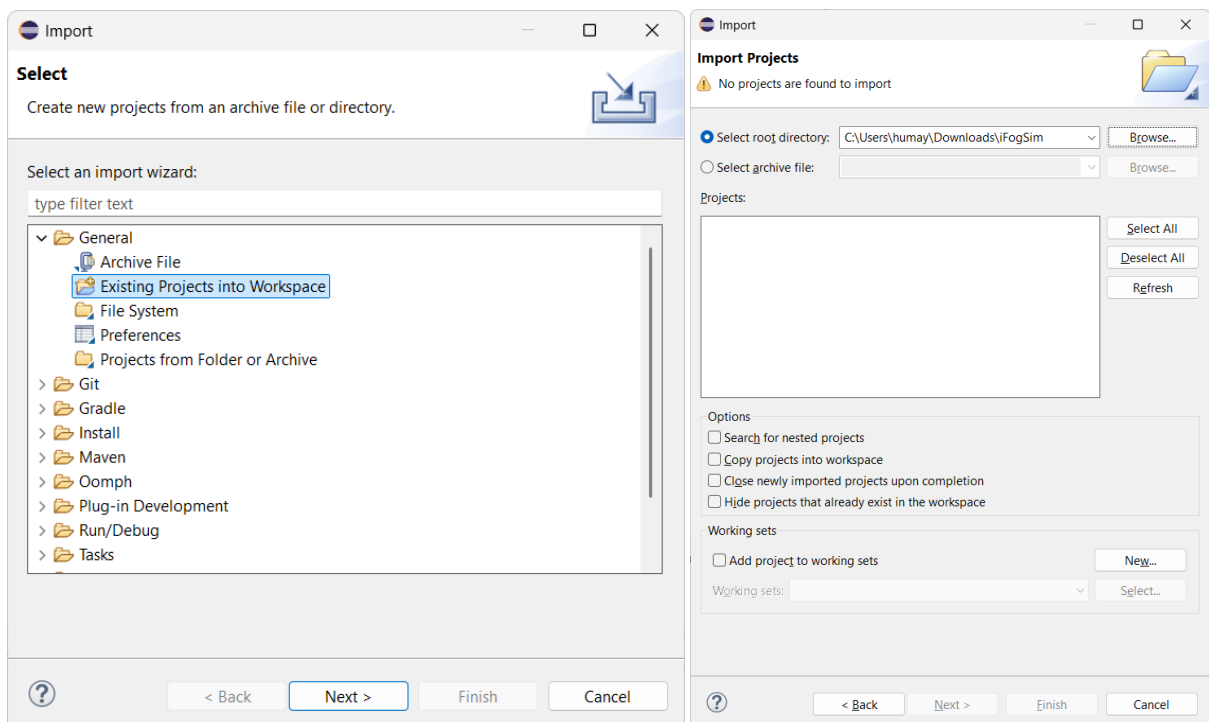 Import
Select
Create new projects from an archive file or directory.
Select an import wizard:
type filter text
General
Archive File
Existing Projects into Workspace
File System
Preferences
Projects from Folder or Archive
Git
Gradle
Install
Maven
Oomph
Plug-in Development
Run/Debug
Tasks
< Back Next > Finish Cancel
Import
Import Projects
No projects are found to import
Select root directory: C:\Users\humay\Downloads\iFogSim Browse...
Select archive file: Browse...
Projects:
Select All
Deselect All
Refresh
Options
Search for nested projects
Copy projects into workspace
Close newly imported projects upon completion
Hide projects that already exist in the workspace
Working sets
Add project to working sets New...
Working sets: Select...
< Back Next > Finish Cancel